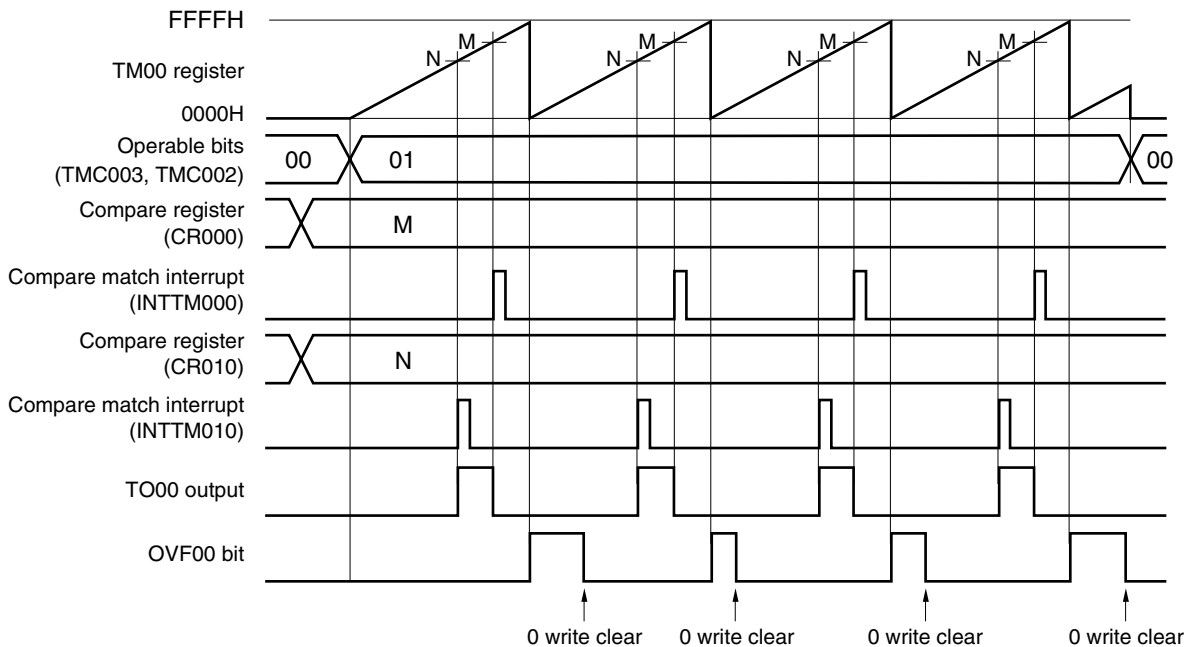 FFFFH
M M M M
N N N N
TM00 register
0000H
Operable bits
(TMC003, TMC002)
00 01 00
Compare register
(CR000)
M
Compare match interrupt
(INTTM000)
Compare register
(CR010)
N
Compare match interrupt
(INTTM010)
TO00 output
OVF00 bit
0 write clear 0 write clear 0 write clear 0 write clear